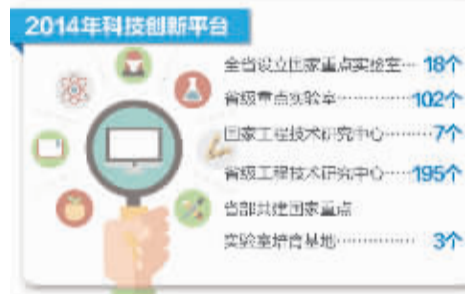 2014年科技创新平台
全省设立国家重点实验室… 18个
省级重点实验室…………102个
国家工程技术研究中心………7个
省级工程技术研究中心……195个
省部共建国家重点
实验室培育基地…………… 3个